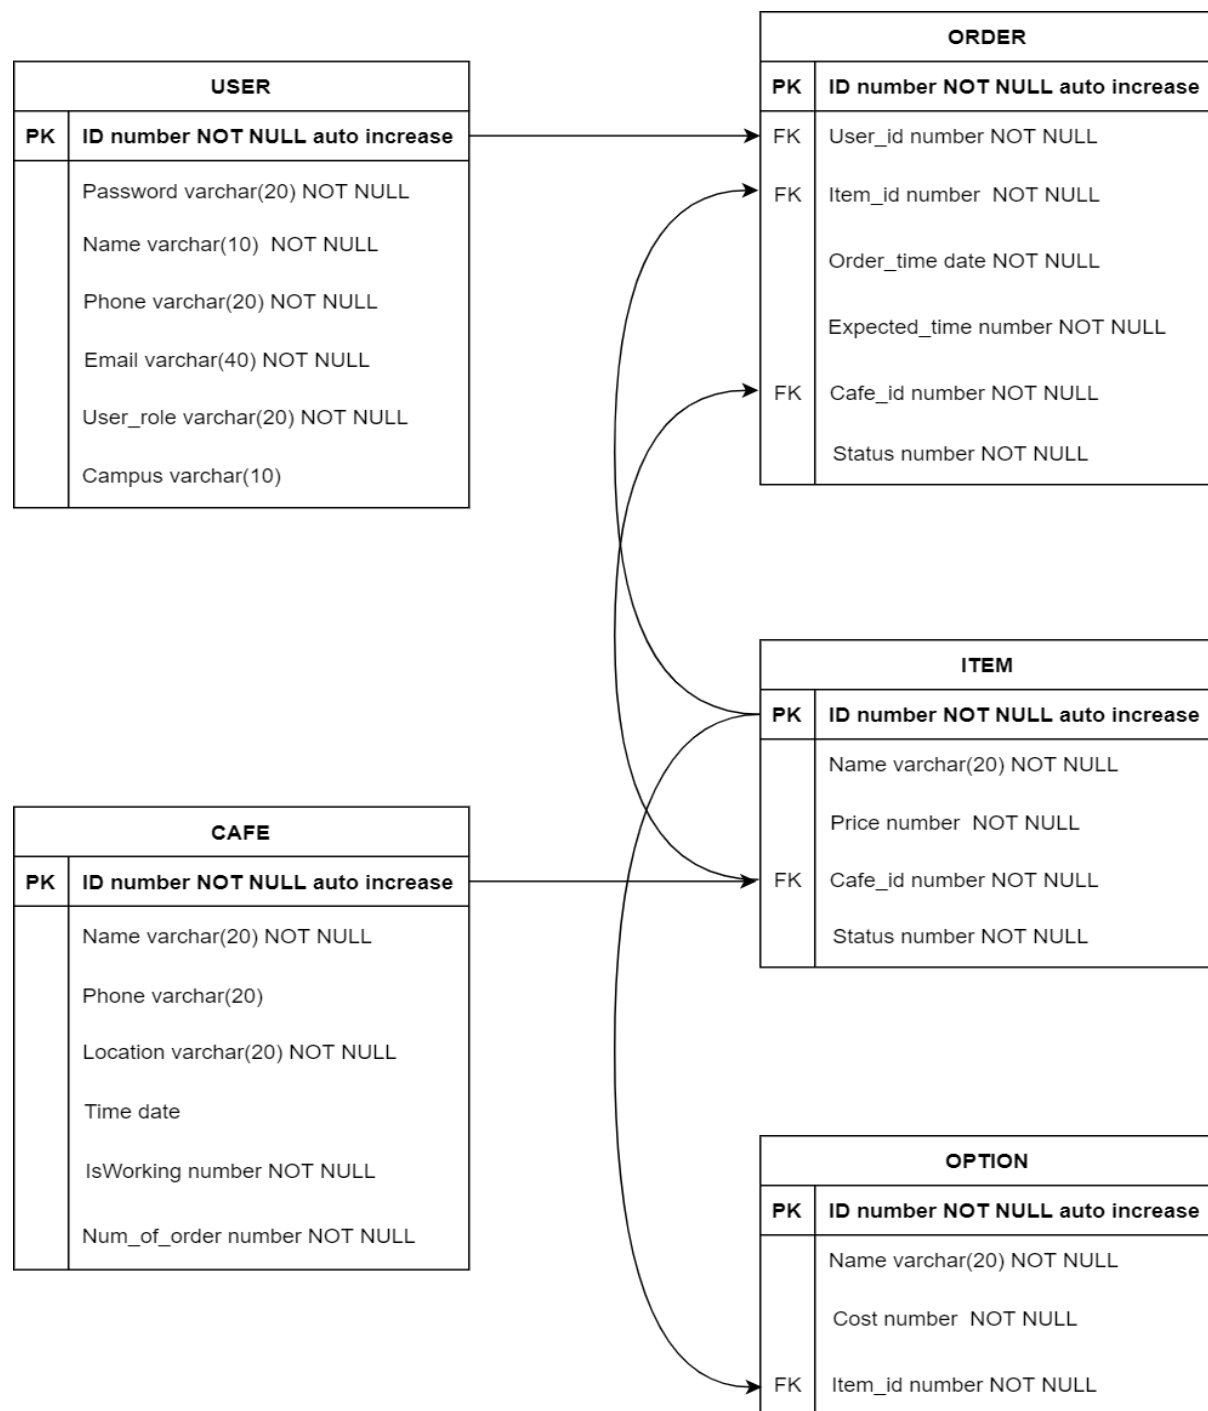 USER
PK ID number NOT NULL auto increase
Password varchar(20) NOT NULL
Name varchar(10) NOT NULL
Phone varchar(20) NOT NULL
Email varchar(40) NOT NULL
User_role varchar(20) NOT NULL
Campus varchar(10)
ORDER
PK ID number NOT NULL auto increase
FK User_id number NOT NULL
FK Item_id number NOT NULL
Order_time date NOT NULL
Expected_time number NOT NULL
FK Cafe_id number NOT NULL
Status number NOT NULL
CAFE
PK ID number NOT NULL auto increase
Name varchar(20) NOT NULL
Phone varchar(20)
Location varchar(20) NOT NULL
Time date
IsWorking number NOT NULL
Num_of_order number NOT NULL
ITEM
PK ID number NOT NULL auto increase
Name varchar(20) NOT NULL
Price number NOT NULL
FK Cafe_id number NOT NULL
Status number NOT NULL
OPTION
PK ID number NOT NULL auto increase
Name varchar(20) NOT NULL
Cost number NOT NULL
FK Item_id number NOT NULL